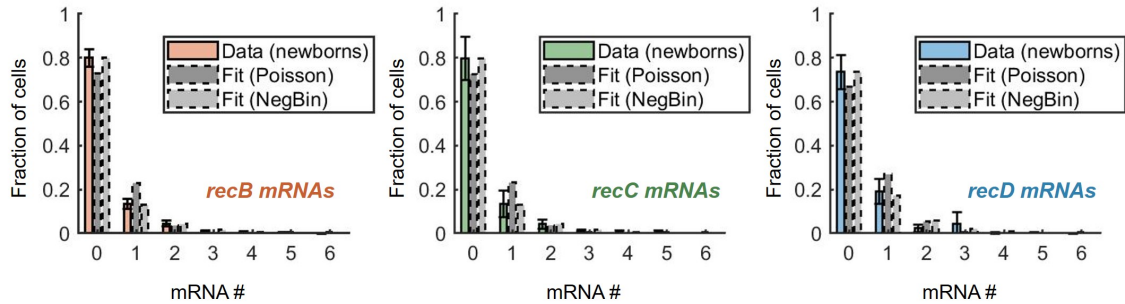 Fraction of cells
1
0.8
0.6
0.4
0.2
0
Data (newborns)
Fit (Poisson)
Fit (NegBin)
recB mRNAs
0 1 2 3 4 5 6
mRNA #
Fraction of cells
1
0.8
0.6
0.4
0.2
0
Data (newborns)
Fit (Poisson)
Fit (NegBin)
recC mRNAs
0 1 2 3 4 5 6
mRNA #
Fraction of cells
1
0.8
0.6
0.4
0.2
0
Data (newborns)
Fit (Poisson)
Fit (NegBin)
recD mRNAs
0 1 2 3 4 5 6
mRNA #